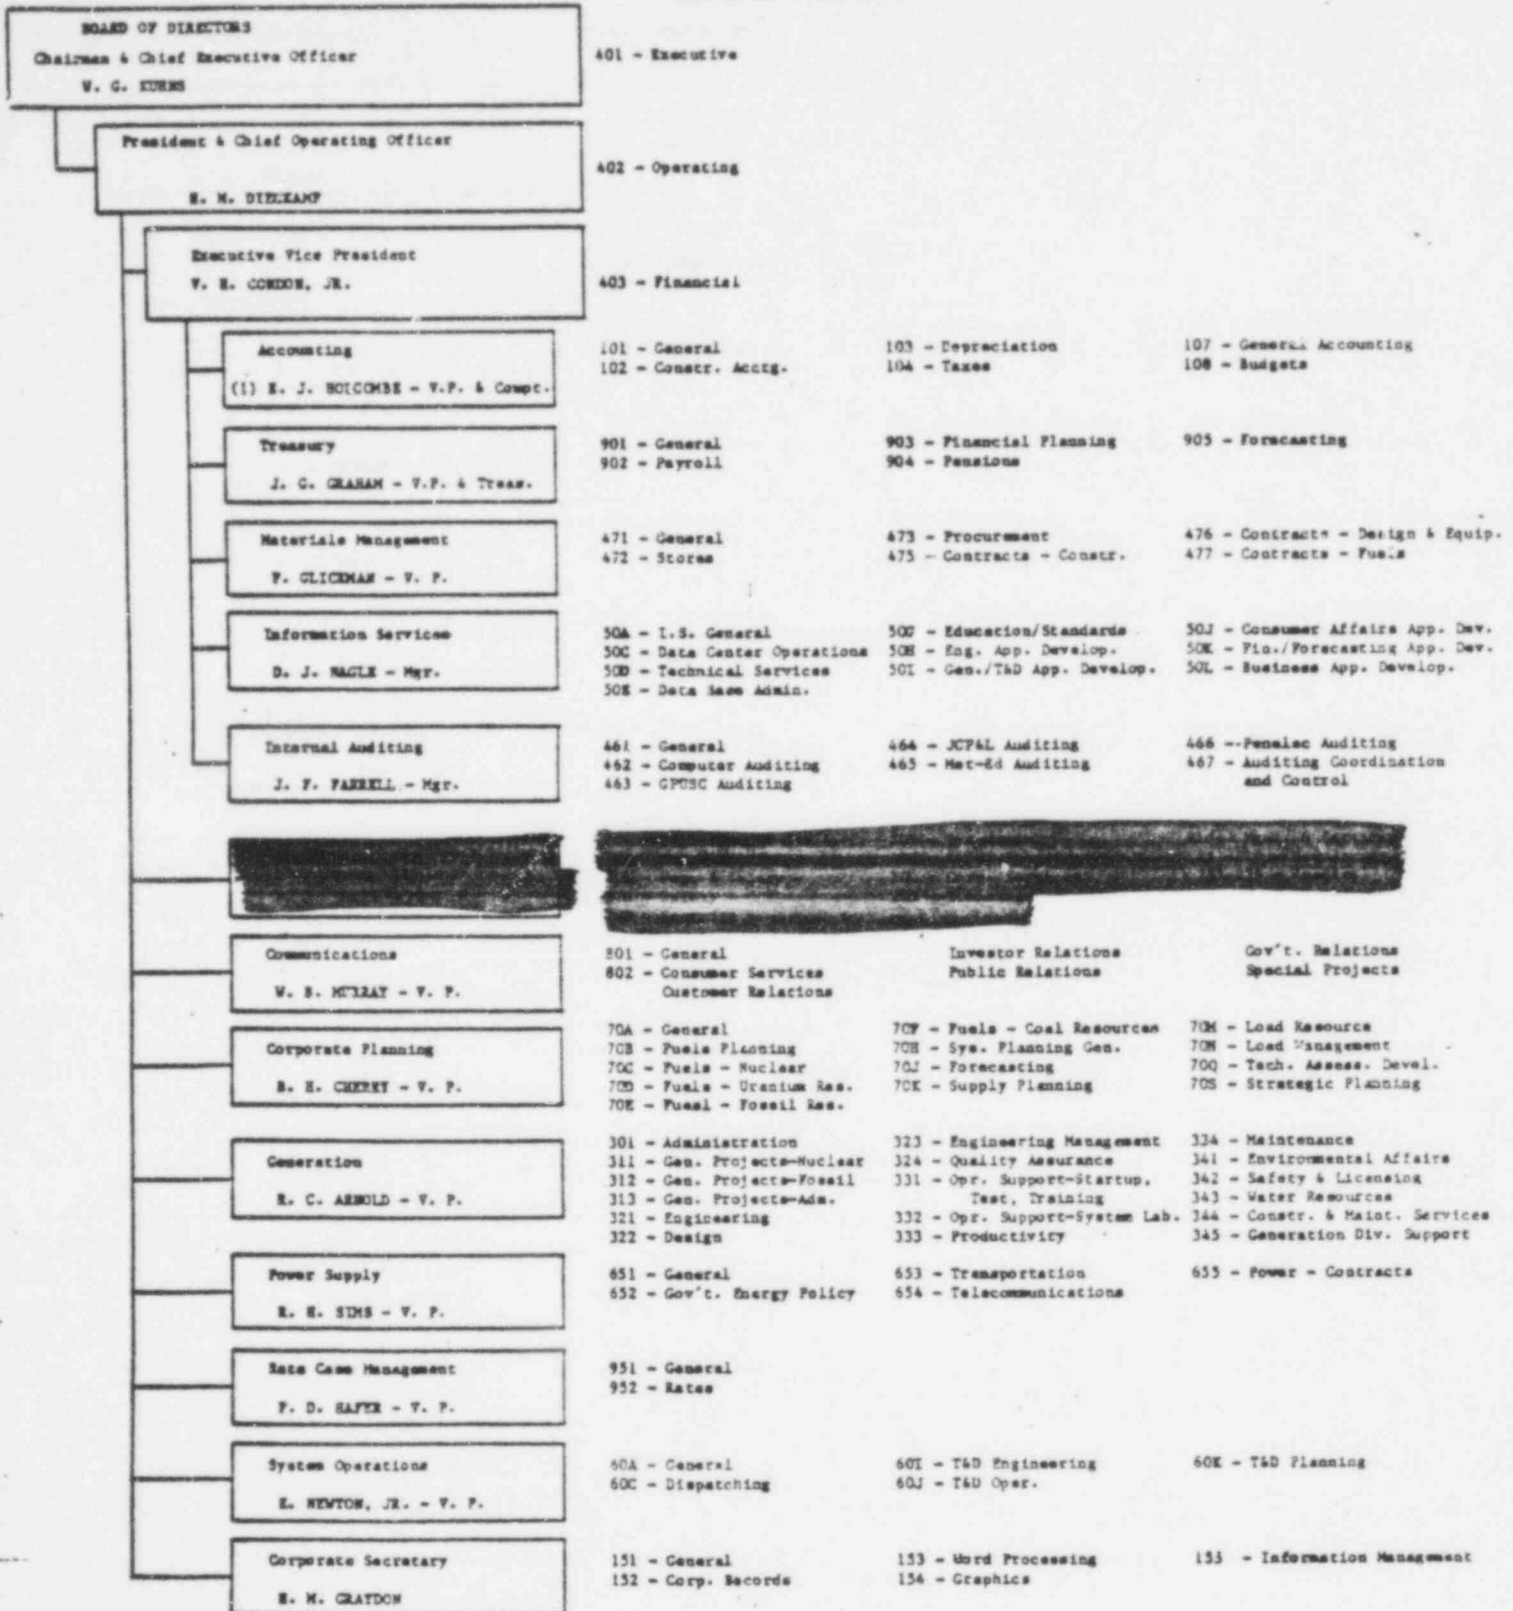 BOARD OF DIRECTORS
Chairman & Chief Executive Officer
W. G. KUHNS
401 - Executive
President & Chief Operating Officer
H. M. DIECKAMP
402 - Operating
Executive Vice President
V. H. CONDON, JR.
403 - Financial
Accounting
(1) E. J. HOLCOMBE - V.P. & Compt.
101 - General 103 - Depreciation 107 - General Accounting
102 - Constr. Acctg. 104 - Taxes 108 - Budgets
Treasury
J. G. GRAHAM - V.P. & Treas.
901 - General 903 - Financial Planning 905 - Forecasting
902 - Payroll 904 - Pensions
Materials Management
F. GLICKMAN - V. P.
471 - General 473 - Procurement 476 - Contracts - Design & Equip.
472 - Stores 475 - Contracts - Constr. 477 - Contracts - Fuels
Information Services
D. J. NAGLE - Mgr.
50A - I.S. General 50G - Education/Standards 50J - Consumer Affairs App. Dev.
50C - Data Center Operations 50H - Eng. App. Develop. 50K - Fin./Forecasting App. Dev.
50D - Technical Services 50I - Gen./T&D App. Develop. 50L - Business App. Develop.
50E - Data Base Admin.
Internal Auditing
J. F. FARRELL - Mgr.
461 - General 464 - JCP&L Auditing 466 --Penelec Auditing
462 - Computer Auditing 465 - Met-Ed Auditing 467 - Auditing Coordination
463 - GPUSC Auditing and Control
Communications
W. B. MURRAY - V. P.
801 - General Investor Relations Gov't. Relations
802 - Consumer Services Public Relations Special Projects
Customer Relations
Corporate Planning
B. H. CHERRY - V. P.
70A - General 70F - Fuels - Coal Resources 70M - Load Resource
70B - Fuels Planning 70H - Sys. Planning Gen. 70N - Load Management
70C - Fuels - Nuclear 70J - Forecasting 70Q - Tech. Assess. Devel.
70D - Fuels - Uranium Res. 70K - Supply Planning 70S - Strategic Planning
70E - Fuesl - Fossil Res.
Generation
R. C. ARNOLD - V. P.
301 - Administration 323 - Engineering Management 334 - Maintenance
311 - Gen. Projects-Nuclear 324 - Quality Assurance 341 - Environmental Affairs
312 - Gen. Projects-Fossil 331 - Opr. Support-Startup, 342 - Safety & Licensing
313 - Gen. Projects-Adm. Test, Training 343 - Water Resources
321 - Engineering 332 - Opr. Support-System Lab. 344 - Constr. & Maint. Services
322 - Design 333 - Productivity 345 - Generation Div. Support
Power Supply
R. H. SIMS - V. P.
651 - General 653 - Transportation 655 - Power - Contracts
652 - Gov't. Energy Policy 654 - Telecommunications
Rate Case Management
F. D. HAFER - V. P.
951 - General
952 - Rates
System Operations
E. NEWTON, JR. - V. P.
60A - General 60I - T&D Engineering 60K - T&D Planning
60C - Dispatching 60J - T&D Oper.
Corporate Secretary
H. M. GRAYDON
151 - General 153 - Word Processing 155 - Information Management
152 - Corp. Records 154 - Graphics